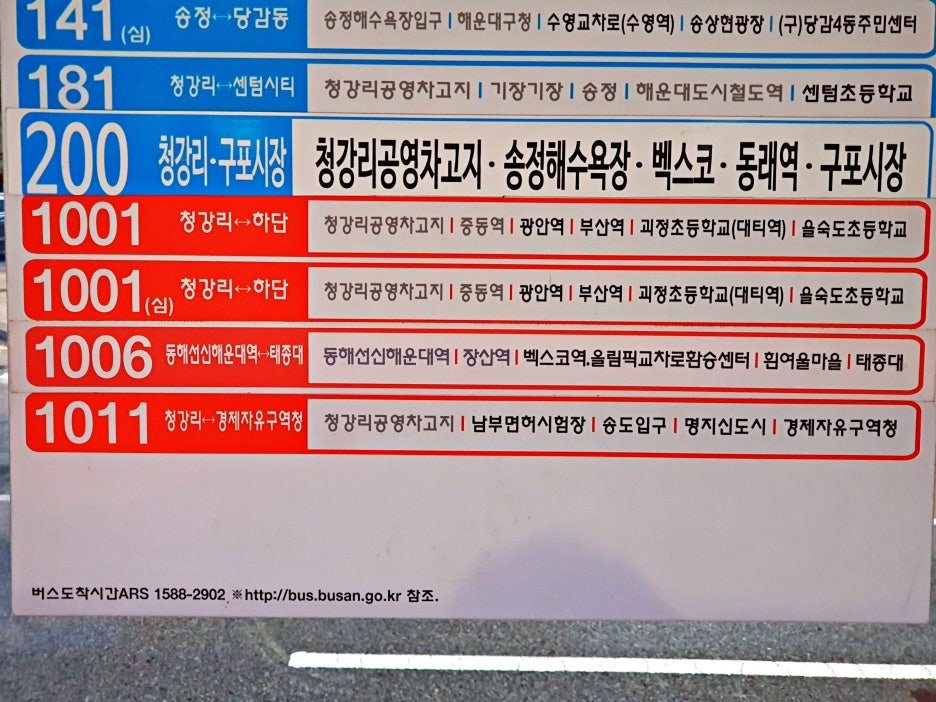 141(심) 송정↔당감동 송정해수욕장입구 | 해운대구청 | 수영교차로(수영역) | 송상현광장 | (구)당감4동주민센터
181 청강리↔센텀시티 청강리공영차고지 | 기장기장 | 송정 | 해운대도시철도역 | 센텀초등학교
200 청강리·구포시장 청강리공영차고지 · 송정해수욕장 · 벡스코 · 동래역 · 구포시장
1001 청강리↔하단 청강리공영차고지 | 중동역 | 광안역 | 부산역 | 괴정초등학교(대티역) | 을숙도초등학교
1001(심) 청강리↔하단 청강리공영차고지 | 중동역 | 광안역 | 부산역 | 괴정초등학교(대티역) | 을숙도초등학교
1006 동해선신해운대역↔태종대 동해선신해운대역 | 장산역 | 벡스코역.올림픽교차로환승센터 | 흰여울마을 | 태종대
1011 청강리↔경제자유구역청 청강리공영차고지 | 남부면허시험장 | 송도입구 | 명지신도시 | 경제자유구역청
버스도착시간ARS 1588-2902 ※http://bus.busan.go.kr 참조.